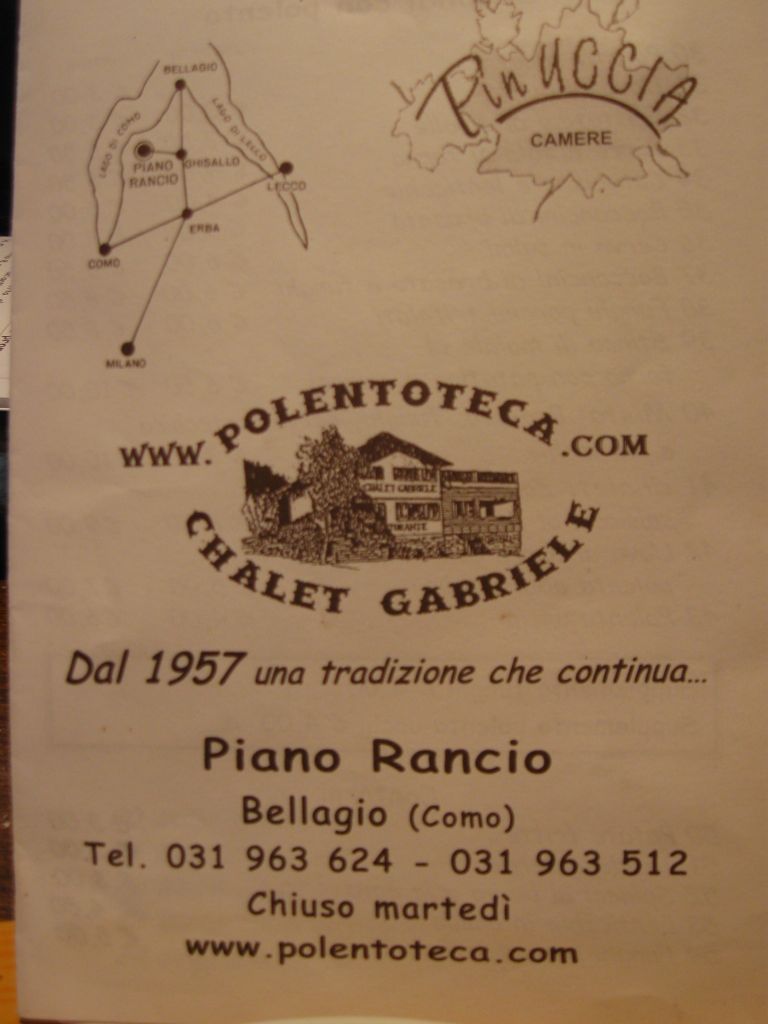 BELLAGIO
LAGO DI COMO
LAGO DI LECCO
PIANO RANCIO
GHISALLO
LECCO
ERBA
COMO
MILANO
PinUCCIA
CAMERE
WWW.POLENTOTECA.COM
CHALET GABRIELE
CHALET GABRIELE
Dal 1957 una tradizione che continua...
Piano Rancio
Bellagio (Como)
Tel. 031 963 624 - 031 963 512
Chiuso martedì
www.polentoteca.com